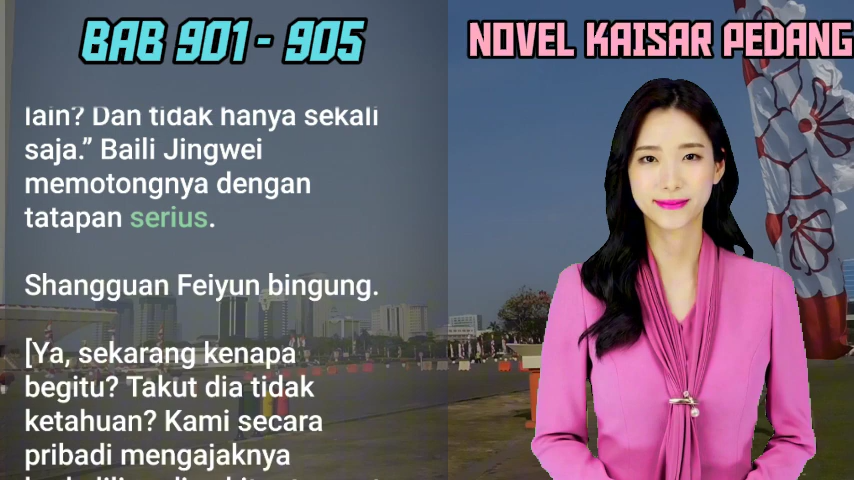 BAB 901 - 905
NOVEL KAISAR PEDANG
lain? Dan tidak hanya sekali
saja.” Baili Jingwei
memotongnya dengan
tatapan serius.
Shangguan Feiyun bingung.
[Ya, sekarang kenapa
begitu? Takut dia tidak
ketahuan? Kami secara
pribadi mengajaknya